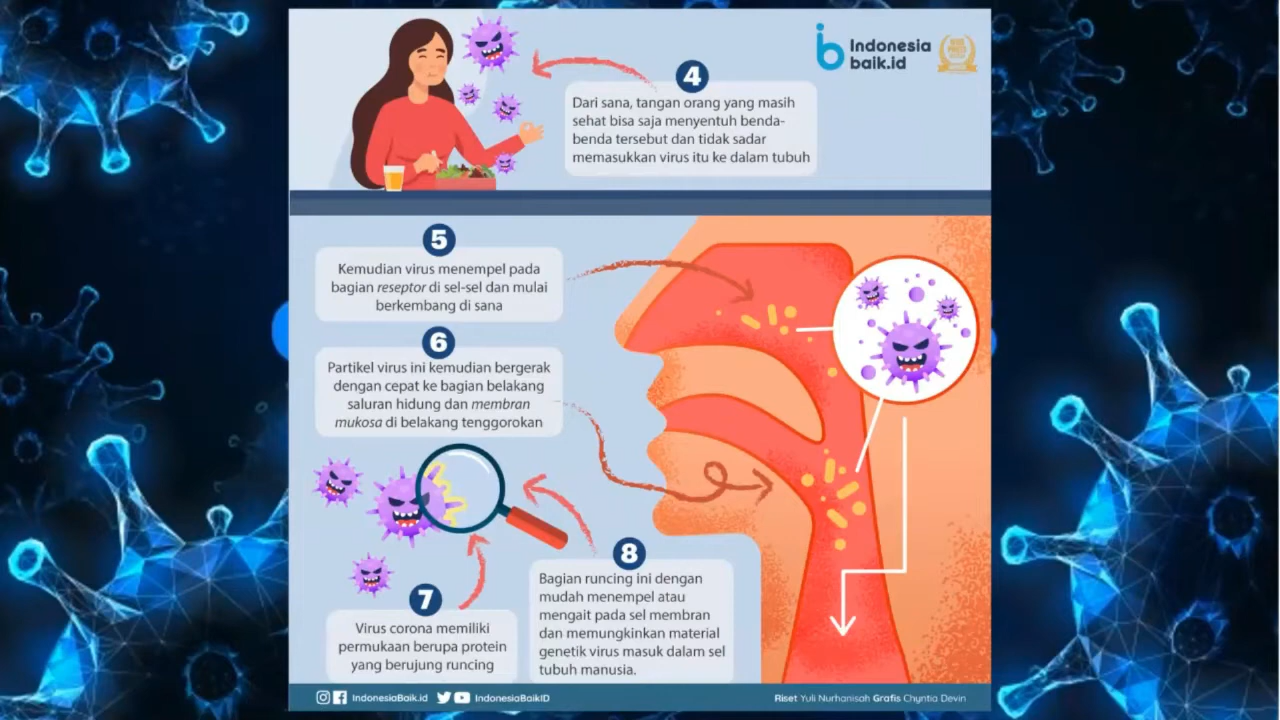 Indonesia
baik.id
4
Dari sana, tangan orang yang masih
sehat bisa saja menyentuh benda-
benda tersebut dan tidak sadar
memasukkan virus itu ke dalam tubuh
5
Kemudian virus menempel pada
bagian reseptor di sel-sel dan mulai
berkembang di sana
6
Partikel virus ini kemudian bergerak
dengan cepat ke bagian belakang
saluran hidung dan membran
mukosa di belakang tenggorokan
7
Virus corona memiliki
permukaan berupa protein
yang berujung runcing
8
Bagian runcing ini dengan
mudah menempel atau
mengait pada sel membran
dan memungkinkan material
genetik virus masuk dalam sel
tubuh manusia.
IndonesiaBaik.id IndonesiaBaikID
Riset Yuli Nurhanisah Grafis Chyntia Devin